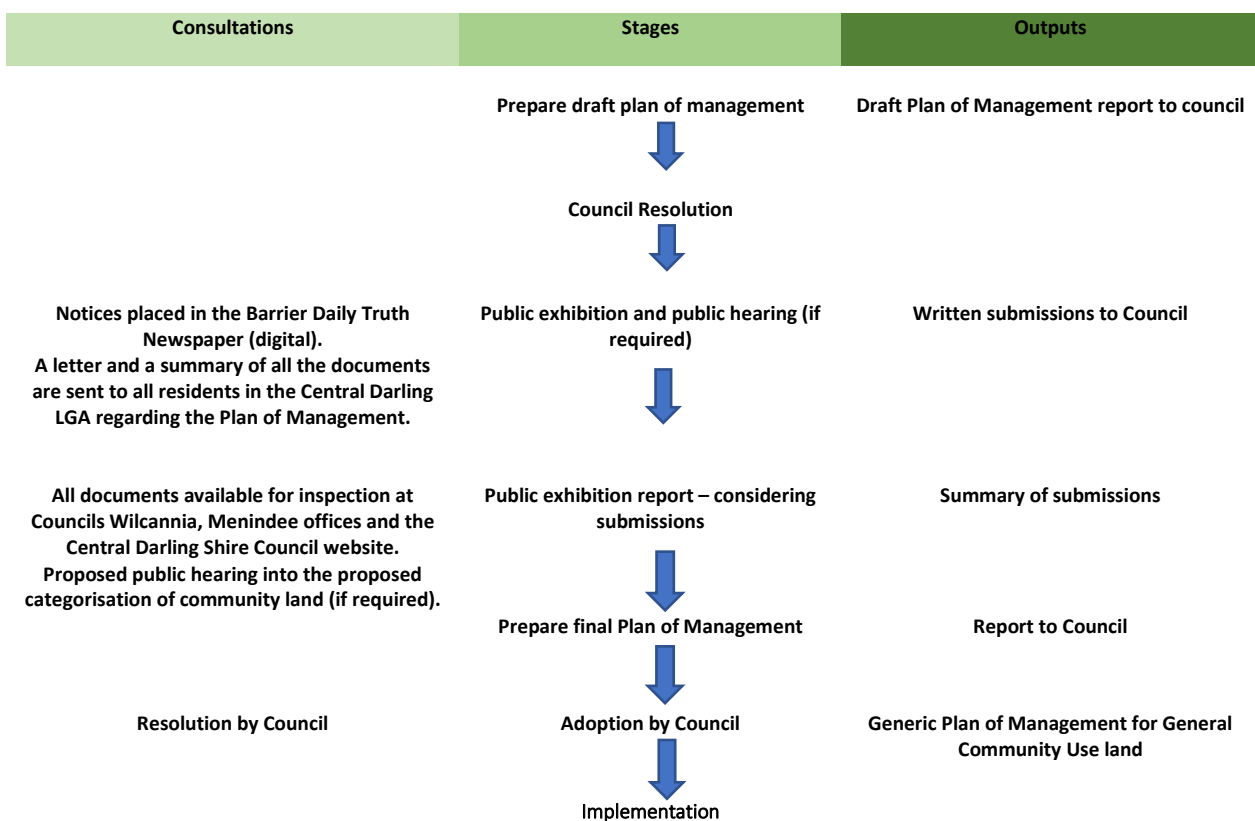 Consultations
Stages
Outputs
Prepare draft plan of management
Draft Plan of Management report to council
Council Resolution
Notices placed in the Barrier Daily Truth
Newspaper (digital).
A letter and a summary of all the documents
are sent to all residents in the Central Darling
LGA regarding the Plan of Management.
Public exhibition and public hearing (if
required)
Written submissions to Council
All documents available for inspection at
Councils Wilcannia, Menindee offices and the
Central Darling Shire Council website.
Proposed public hearing into the proposed
categorisation of community land (if required).
Public exhibition report – considering
submissions
Summary of submissions
Prepare final Plan of Management
Report to Council
Resolution by Council
Adoption by Council
Generic Plan of Management for General
Community Use land
Implementation